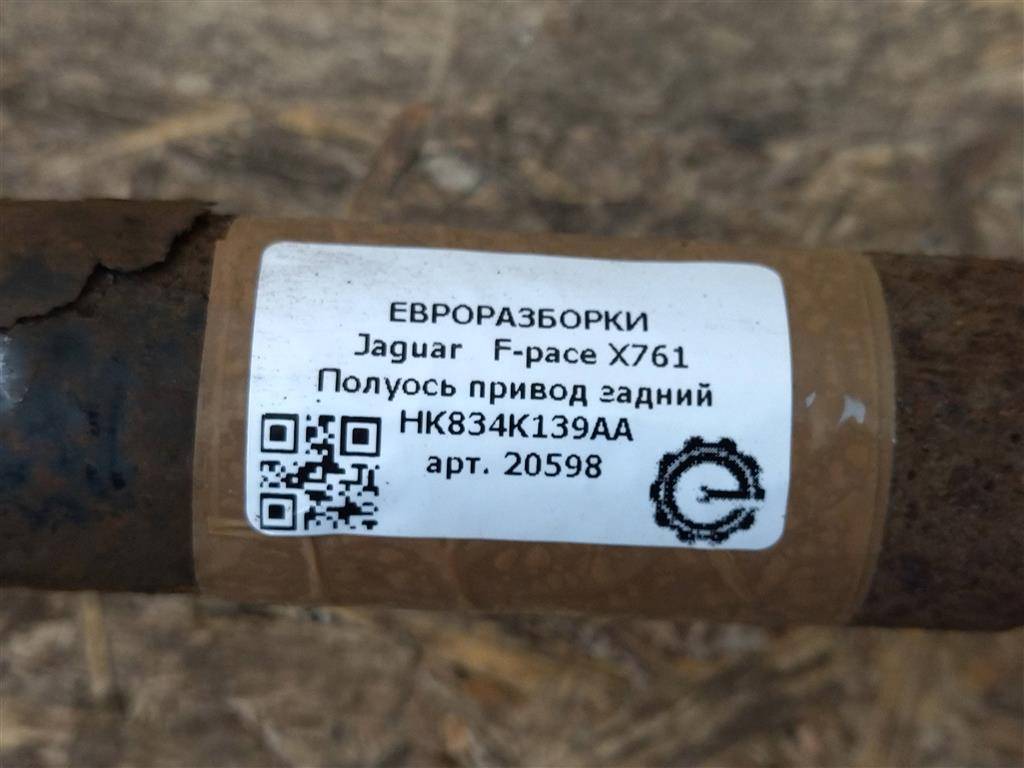 ЕВРОРАЗБОРКИ
Jaguar F-pace X761
Полуось привод задний
HK834K139AA
арт. 20598